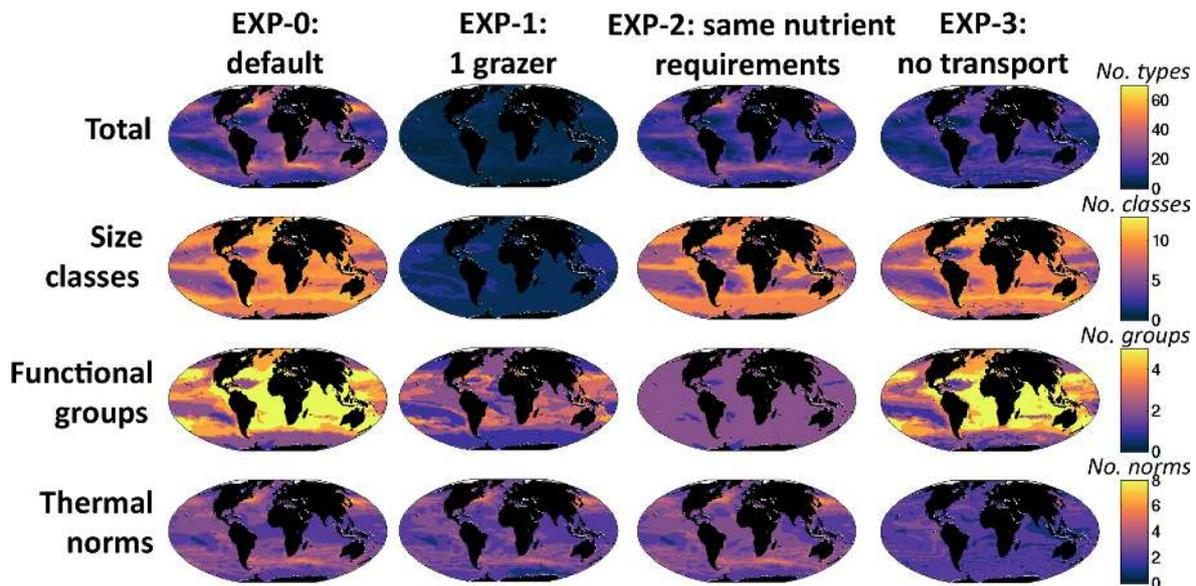 EXP-0:
default
EXP-1:
1 grazer
EXP-2: same nutrient
requirements
EXP-3:
no transport
No. types
60
40
20
0
Total
No. classes
10
5
0
Size
classes
No. groups
4
2
0
Functional
groups
No. norms
8
6
4
2
0
Thermal
norms